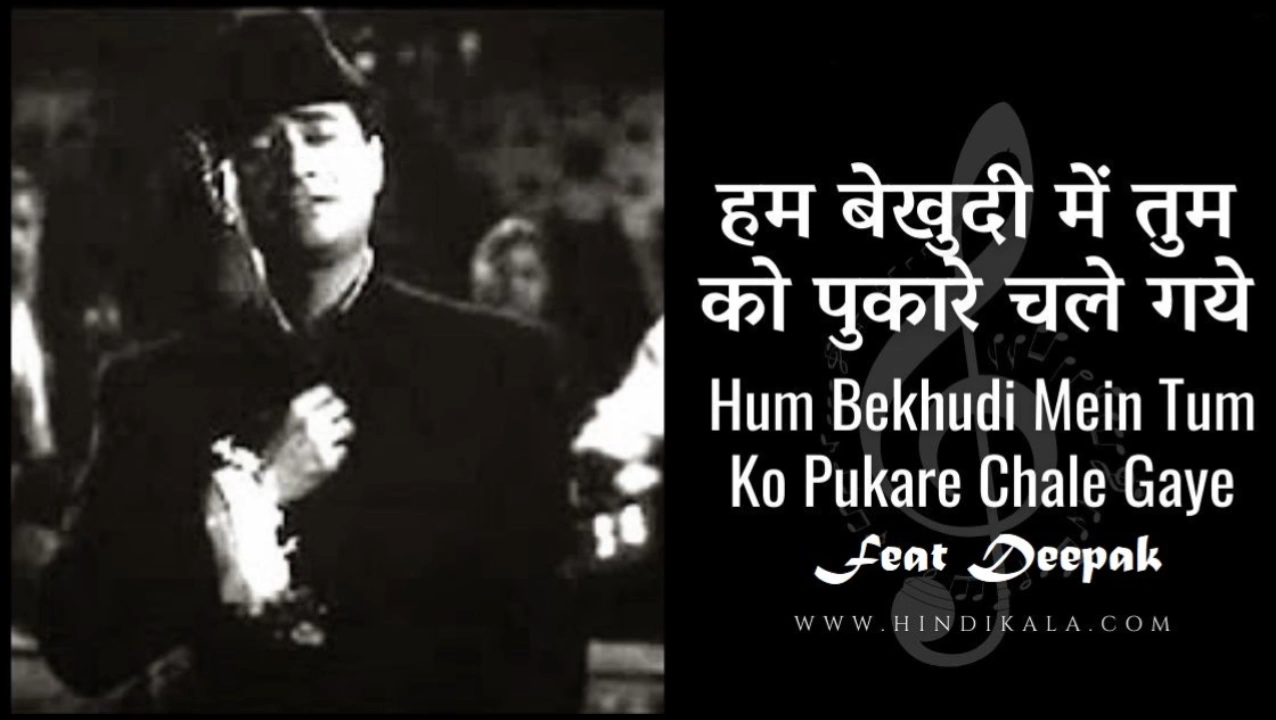 हम बेखुदी में तुम
को पुकारे चले गये
Hum Bekhudi Mein Tum
Ko Pukare Chale Gaye
Feat Deepak
WWW.HINDIKALA.COM